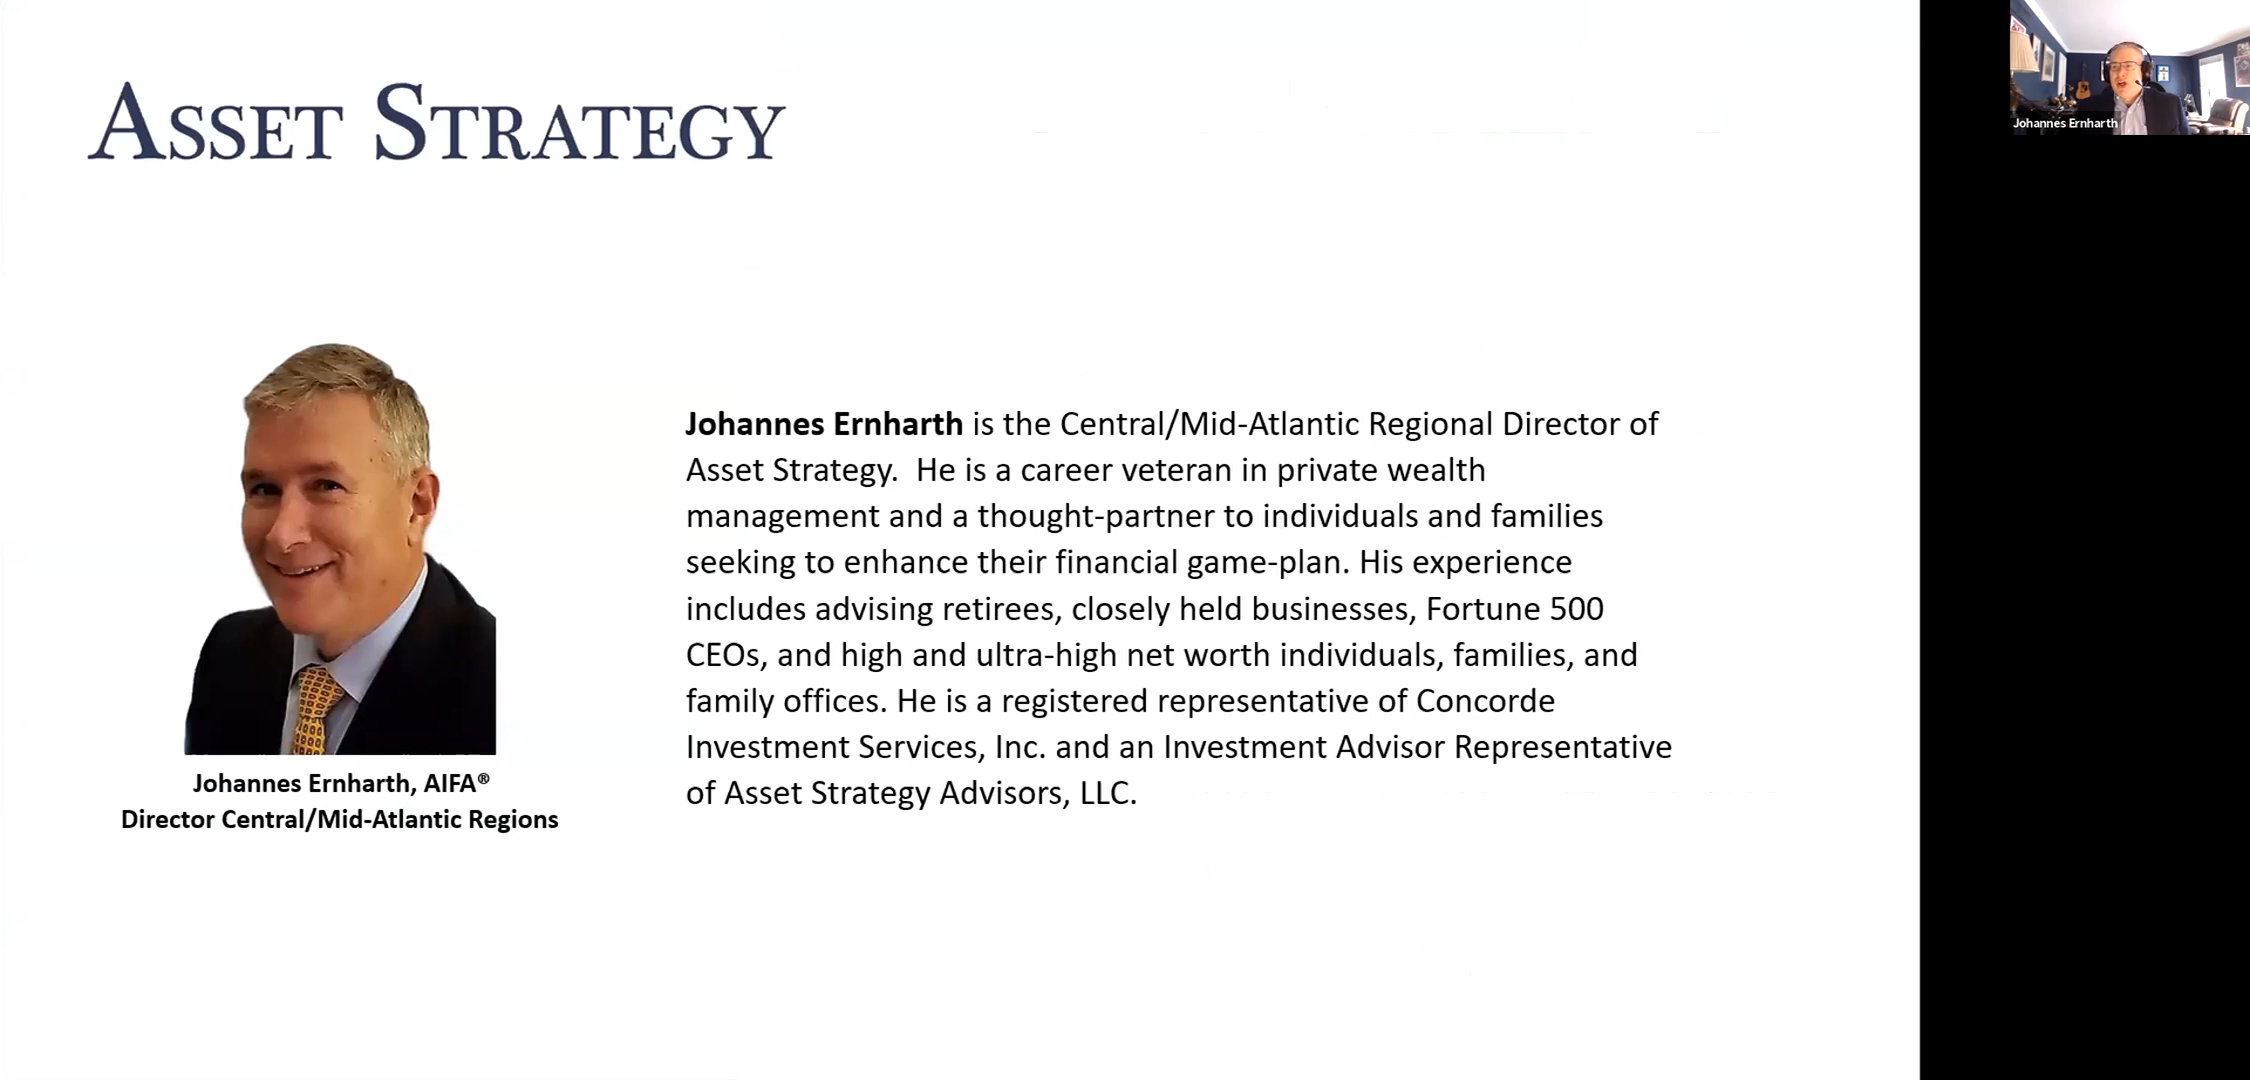 ASSET STRATEGY
Johannes Ernharth
Johannes Ernharth is the Central/Mid-Atlantic Regional Director of
Asset Strategy.  He is a career veteran in private wealth
management and a thought-partner to individuals and families
seeking to enhance their financial game-plan. His experience
includes advising retirees, closely held businesses, Fortune 500
CEOs, and high and ultra-high net worth individuals, families, and
family offices. He is a registered representative of Concorde
Investment Services, Inc. and an Investment Advisor Representative
of Asset Strategy Advisors, LLC.
Johannes Ernharth, AIFA®
Director Central/Mid-Atlantic Regions